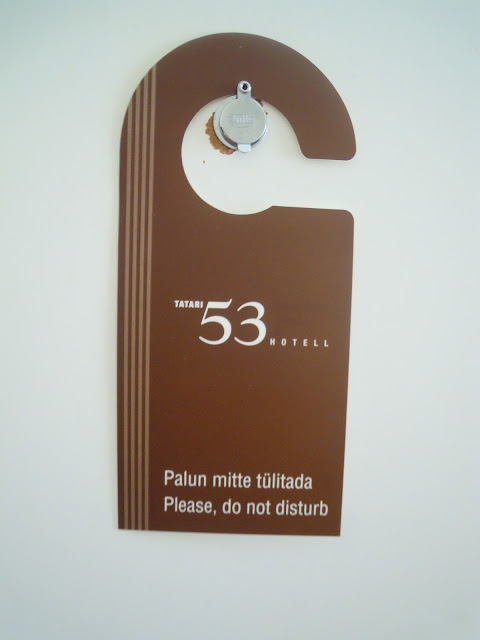 TATARI 53 HOTELL
Palun mitte tülitada
Please, do not disturb